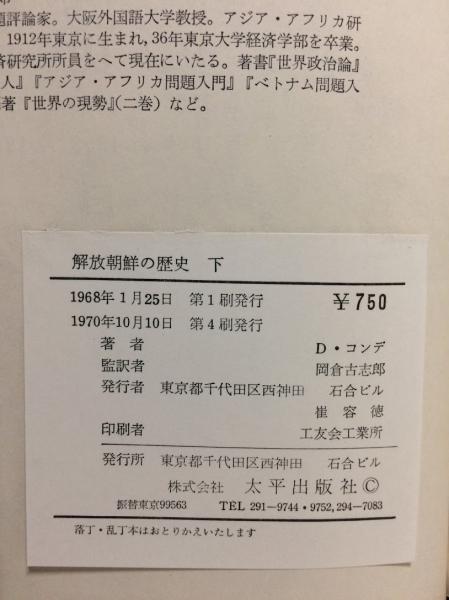 題評論家。大阪外国語大学教授。アジア・アフリカ研
1912年東京に生まれ,36年東京大学経済学部を卒業。
済研究所所員をへて現在にいたる。著書『世界政治論』
人』『アジア・アフリカ問題入門』『ベトナム問題入
著『世界の現勢』(二巻)など。
解放朝鮮の歴史 下
1968年1月25日 第1刷発行 ¥750
1970年10月10日 第4刷発行
著者 D・コンデ
監訳者 岡倉古志郎
発行者 東京都千代田区西神田 石合ビル
崔容徳
印刷者 工友会工業所
発行所 東京都千代田区西神田 石合ビル
株式会社 太平出版社©
振替東京99563 TEL 291-9744・9752,294-7083
落丁・乱丁本はおとりかえいたします